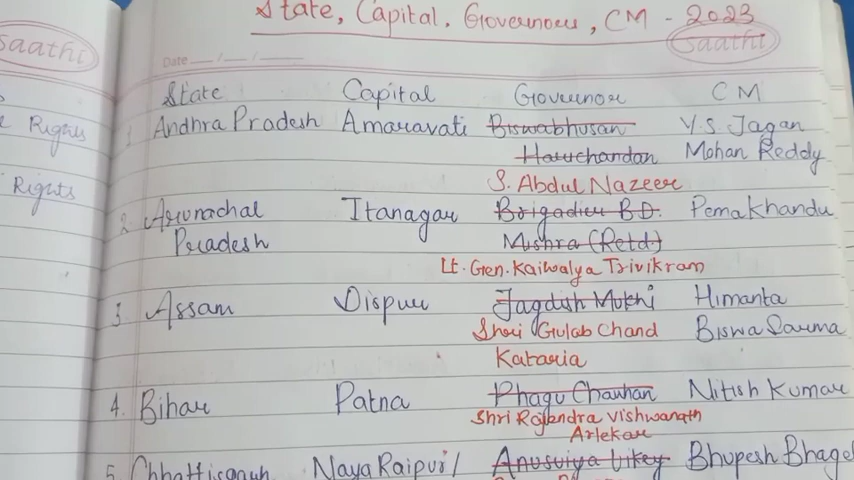 State, Capital, Governor, CM - 2023
Saathi
Saathi
Date
State Capital Governor CM
Rights
1 Andhra Pradesh Amaravati Biswabhusan Y.S. Jagan
Harichandan Mohan Reddy
S. Abdul Nazeer
Rights
2. Arunachal Itanagar Brigadier B.D. Pema Khandu
Pradesh Mishra (Retd.)
Lt. Gen. Kaiwalya Trivikram
3. Assam Dispur Jagdish Mukhi Himanta
Shri Gulab Chand Biswa Sarma
Kataria
4. Bihar Patna Phagu Chauhan Nitish Kumar
Shri Rajendra Vishwanath
Arlekar
5. Chhattisgarh Naya Raipur/ Anusuiya Uikey Bhupesh Bhagel